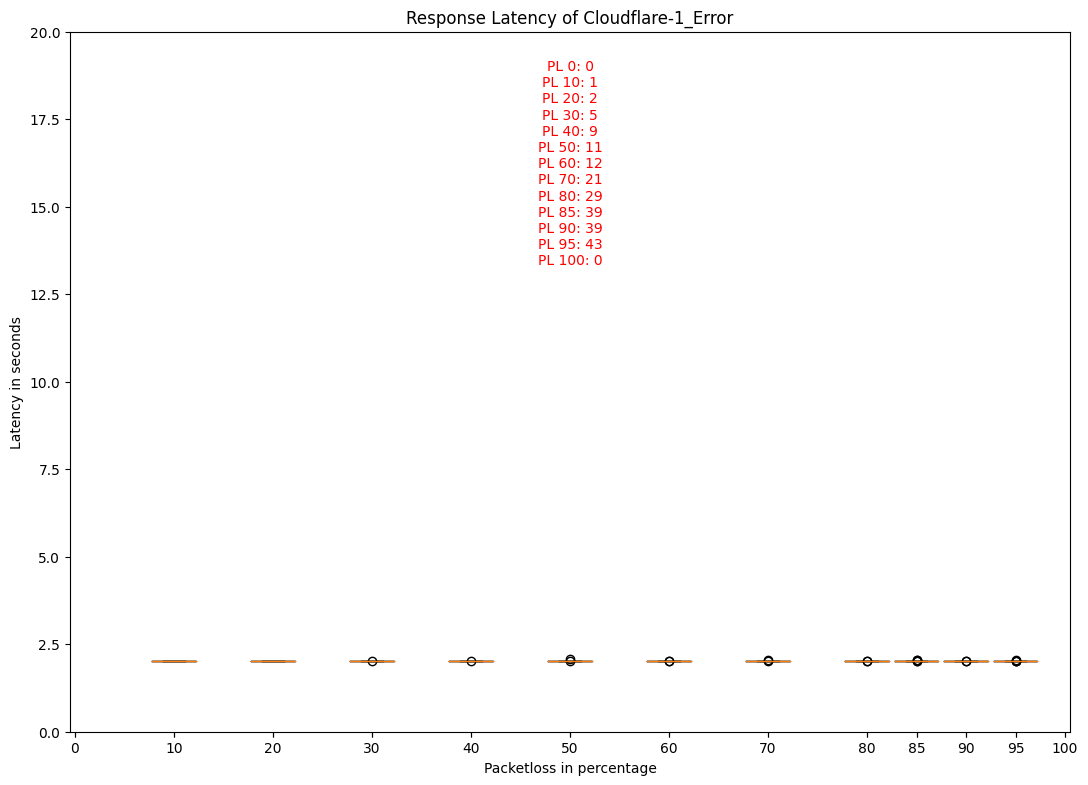 Response Latency of Cloudflare-1_Error
20.0
17.5
15.0
12.5
10.0
7.5
5.0
2.5
0.0
Latency in seconds
PL 0: 0
PL 10: 1
PL 20: 2
PL 30: 5
PL 40: 9
PL 50: 11
PL 60: 12
PL 70: 21
PL 80: 29
PL 85: 39
PL 90: 39
PL 95: 43
PL 100: 0
0 10 20 30 40 50 60 70 80 85 90 95 100
Packetloss in percentage